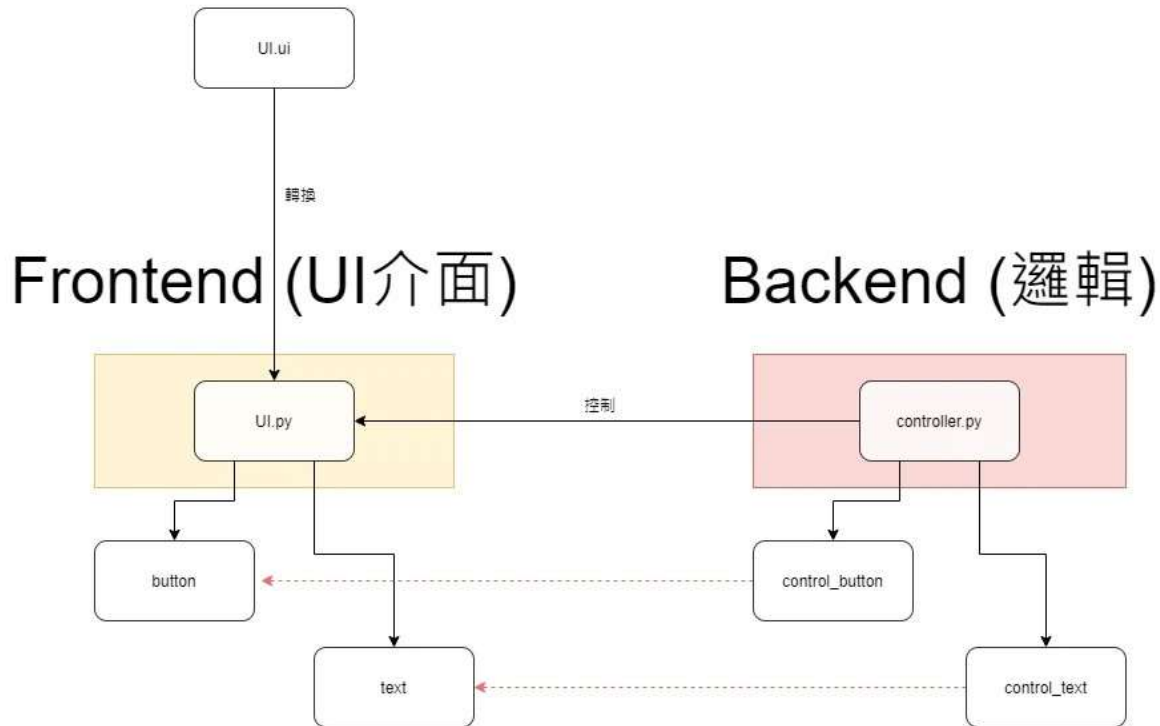 UI.ui
轉換
Frontend (UI介面)
Backend (邏輯)
UI.py
控制
controller.py
button
control_button
text
control_text